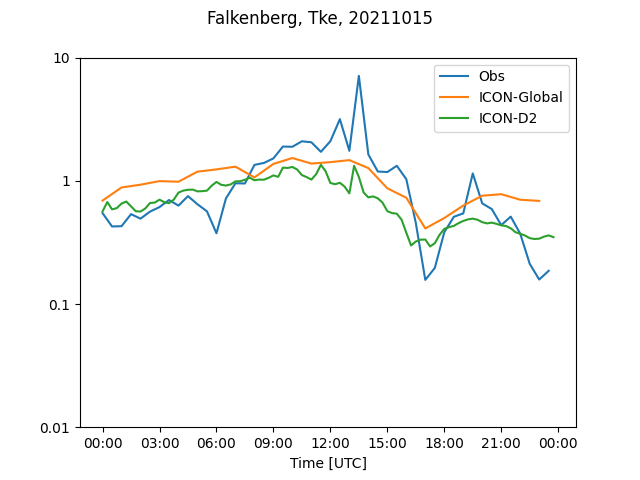 Falkenberg, Tke, 20211015
Obs
ICON-Global
ICON-D2
10
1
0.1
0.01
00:00 03:00 06:00 09:00 12:00 15:00 18:00 21:00 00:00
Time [UTC]